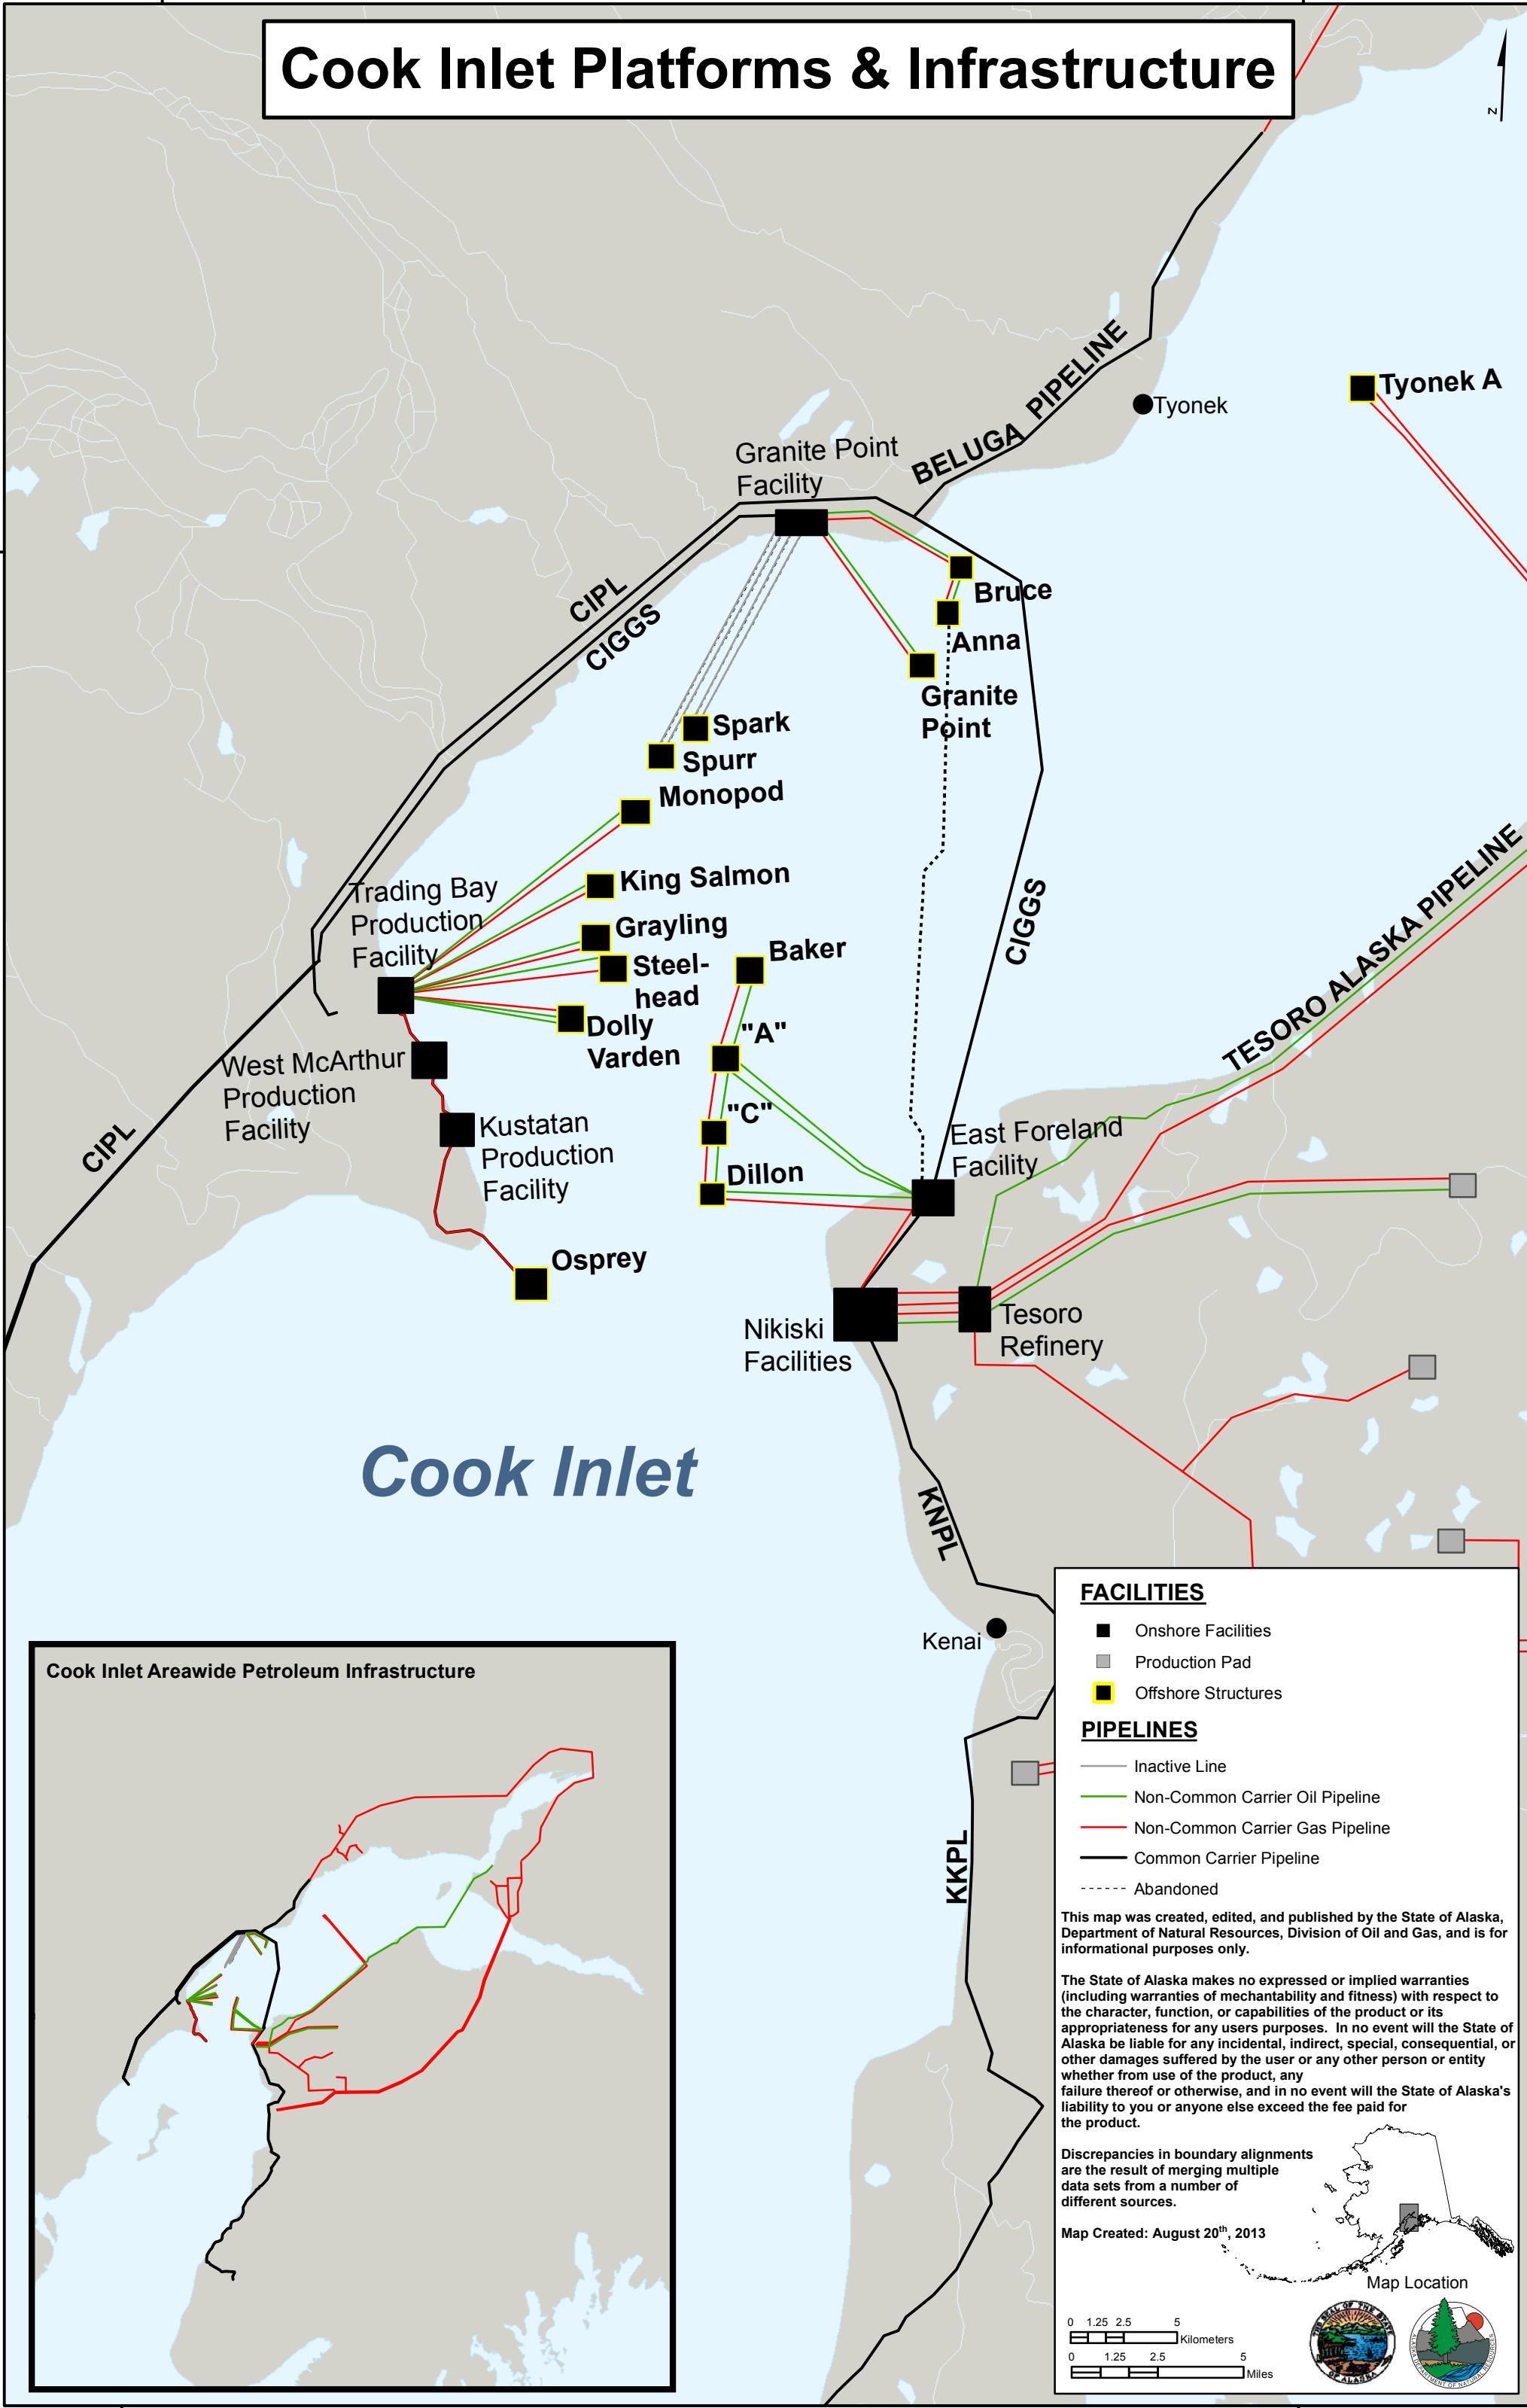 Cook Inlet Platforms & Infrastructure
z
BELUGA PIPELINE
Tyonek
Tyonek A
Granite Point
Facility
CIPL
CIGGS
Bruce
Anna
Granite
Point
Spark
Spurr
Monopod
King Salmon
Grayling
Steel-
head
Dolly
Varden
Trading Bay
Production
Facility
Baker
"A"
"C"
Dillon
CIGGS
TESORO ALASKA PIPELINE
West McArthur
Production
Facility
CIPL
Kustatan
Production
Facility
Osprey
East Foreland
Facility
Nikiski
Facilities
Tesoro
Refinery
Cook Inlet
KNPL
Kenai
KKPL
Cook Inlet Areawide Petroleum Infrastructure
FACILITIES
Onshore Facilities
Production Pad
Offshore Structures
PIPELINES
Inactive Line
Non-Common Carrier Oil Pipeline
Non-Common Carrier Gas Pipeline
Common Carrier Pipeline
Abandoned
This map was created, edited, and published by the State of Alaska,
Department of Natural Resources, Division of Oil and Gas, and is for
informational purposes only.
The State of Alaska makes no expressed or implied warranties
(including warranties of mechantability and fitness) with respect to
the character, function, or capabilities of the product or its
appropriateness for any users purposes. In no event will the State of
Alaska be liable for any incidental, indirect, special, consequential, or
other damages suffered by the user or any other person or entity
whether from use of the product, any
failure thereof or otherwise, and in no event will the State of Alaska's
liability to you or anyone else exceed the fee paid for
the product.
Discrepancies in boundary alignments
are the result of merging multiple
data sets from a number of
different sources.
Map Created: August 20th, 2013
Map Location
0 1.25 2.5 5
Kilometers
0 1.25 2.5 5
Miles
THE SEAL OF THE STATE
OF ALASKA
ALASKA DEPARTMENT OF NATURAL RESOURCES